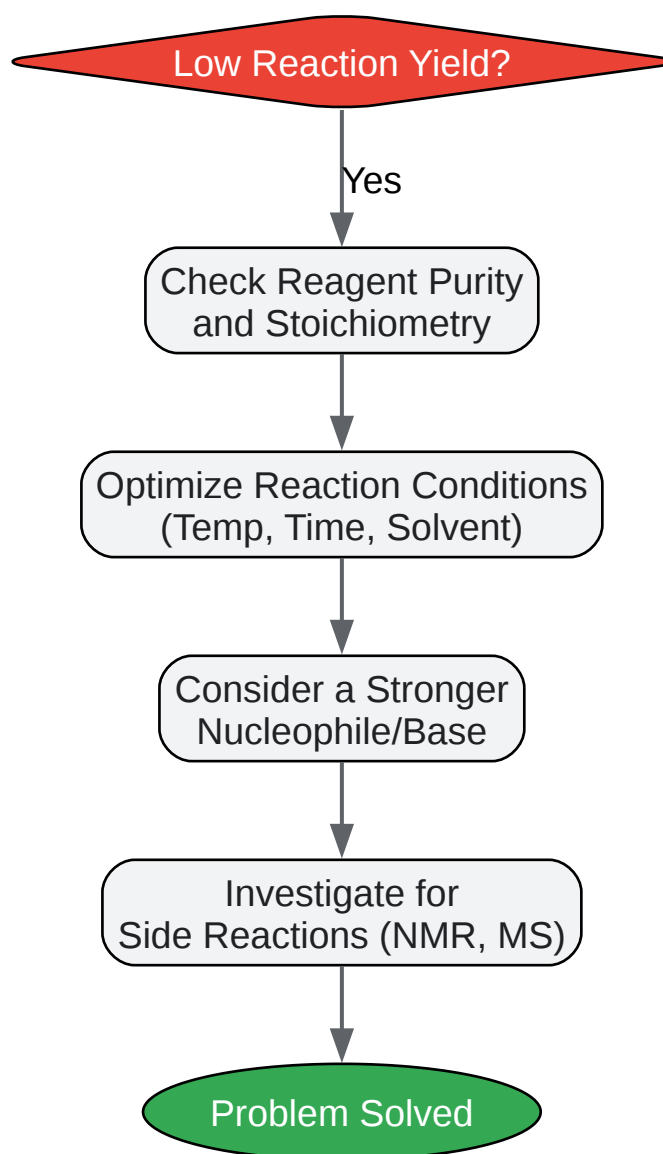 Low Reaction Yield?
Yes
Check Reagent Purity
and Stoichiometry
Optimize Reaction Conditions
(Temp, Time, Solvent)
Consider a Stronger
Nucleophile/Base
Investigate for
Side Reactions (NMR, MS)
Problem Solved